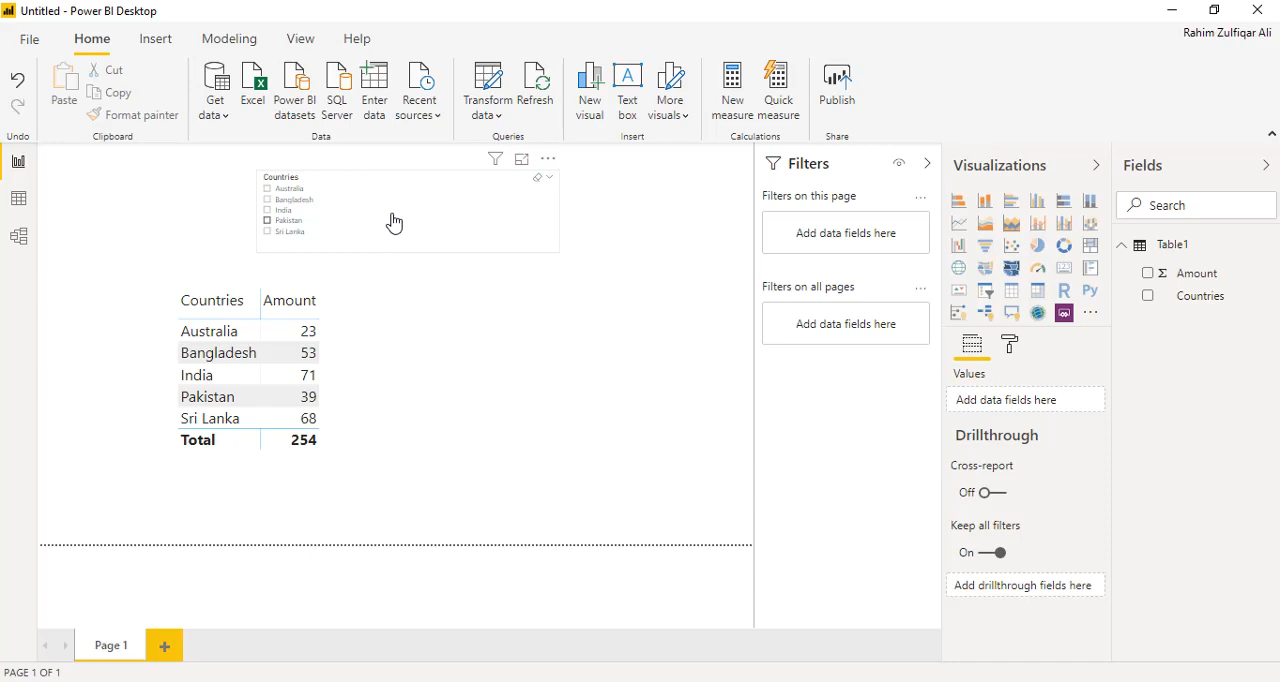 Untitled - Power BI Desktop
Rahim Zulfiqar Ali
File Home Insert Modeling View Help
Paste
Cut
Copy
Format painter
Get data
Excel
Power BI datasets
SQL Server
Enter data
Recent sources
Transform data
Refresh
New visual
Text box
More visuals
New measure
Quick measure
Publish
Undo
Clipboard
Data
Queries
Insert
Calculations
Share
Countries
Australia
Bangladesh
India
Pakistan
Sri Lanka
Countries Amount
Australia 23
Bangladesh 53
India 71
Pakistan 39
Sri Lanka 68
Total 254
Filters
Filters on this page
Add data fields here
Filters on all pages
Add data fields here
Visualizations
R Py
Values
Add data fields here
Drillthrough
Cross-report
Off
Keep all filters
On
Add drillthrough fields here
Fields
Search
Table1
Σ Amount
Countries
Page 1
PAGE 1 OF 1